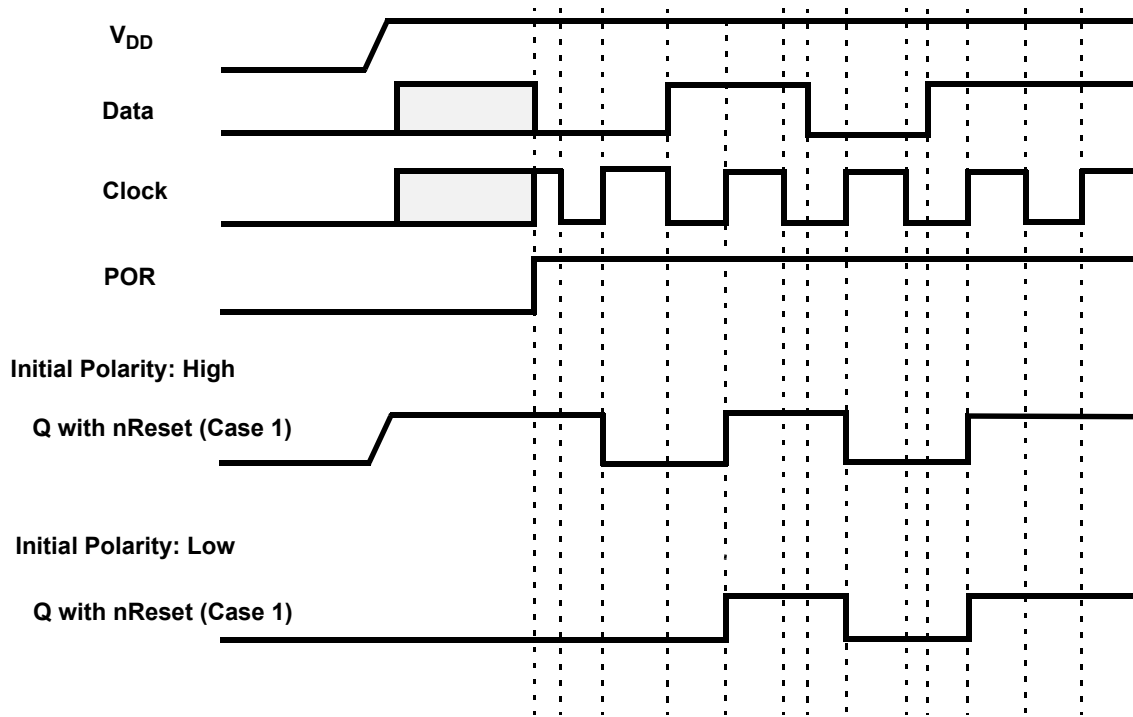 VDD
Data
Clock
POR
Initial Polarity: High
Q with nReset (Case 1)
Initial Polarity: Low
Q with nReset (Case 1)